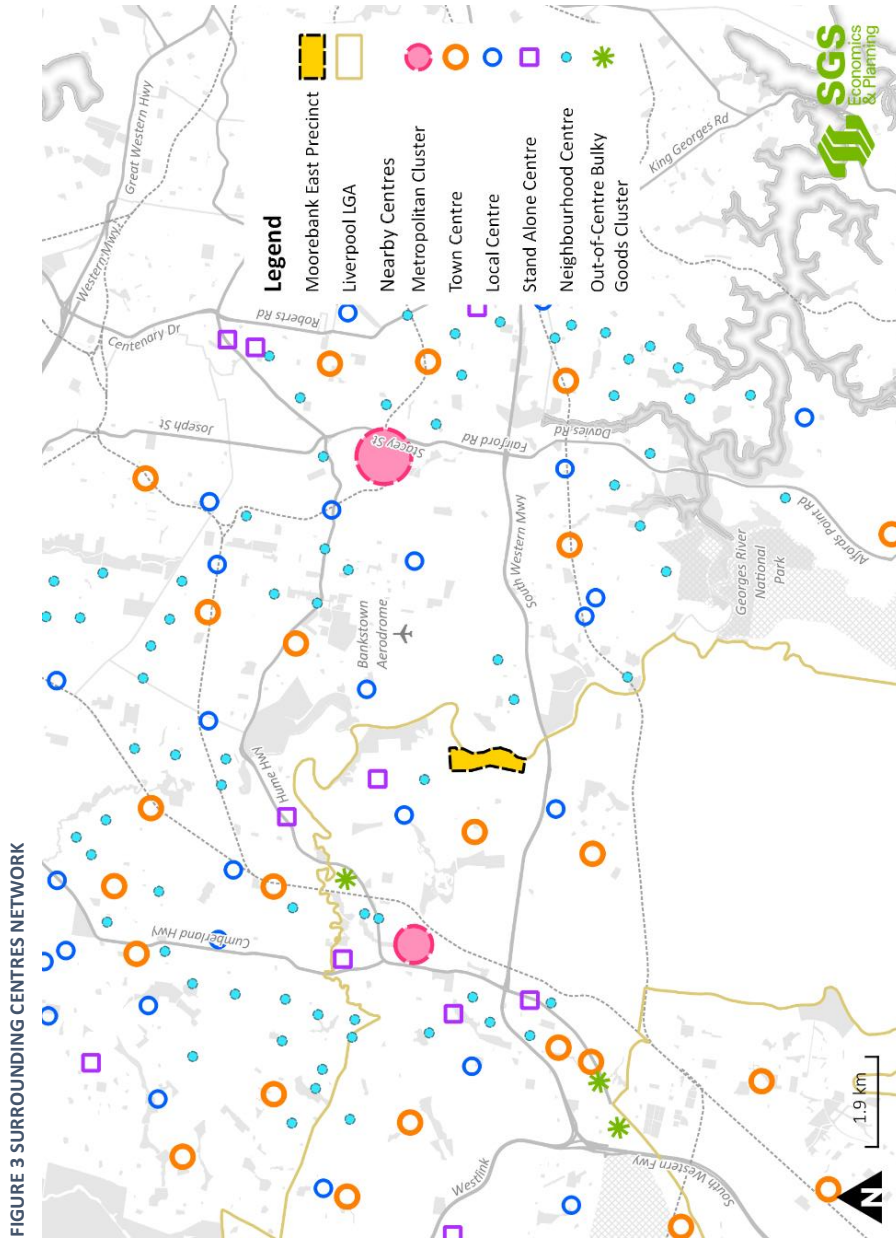 FIGURE 3 SURROUNDING CENTRES NETWORK
Great Western Hwy
Western Mwy
Centenary Dr
Roberts Rd
Joseph St
Stacey St
Fairford Rd
Davies Rd
King Georges Rd
Alfords Point Rd
Georges River
National
Park
South Western Mwy
Bankstown
Aerodrome
Hume Hwy
Cumberland Hwy
Westlink
South Western Fwy
Legend
Moorebank East Precinct
Liverpool LGA
Nearby Centres
Metropolitan Cluster
Town Centre
Local Centre
Stand Alone Centre
Neighbourhood Centre
Out-of-Centre Bulky
Goods Cluster
N
1.9 km
SGS
Economics
& Planning